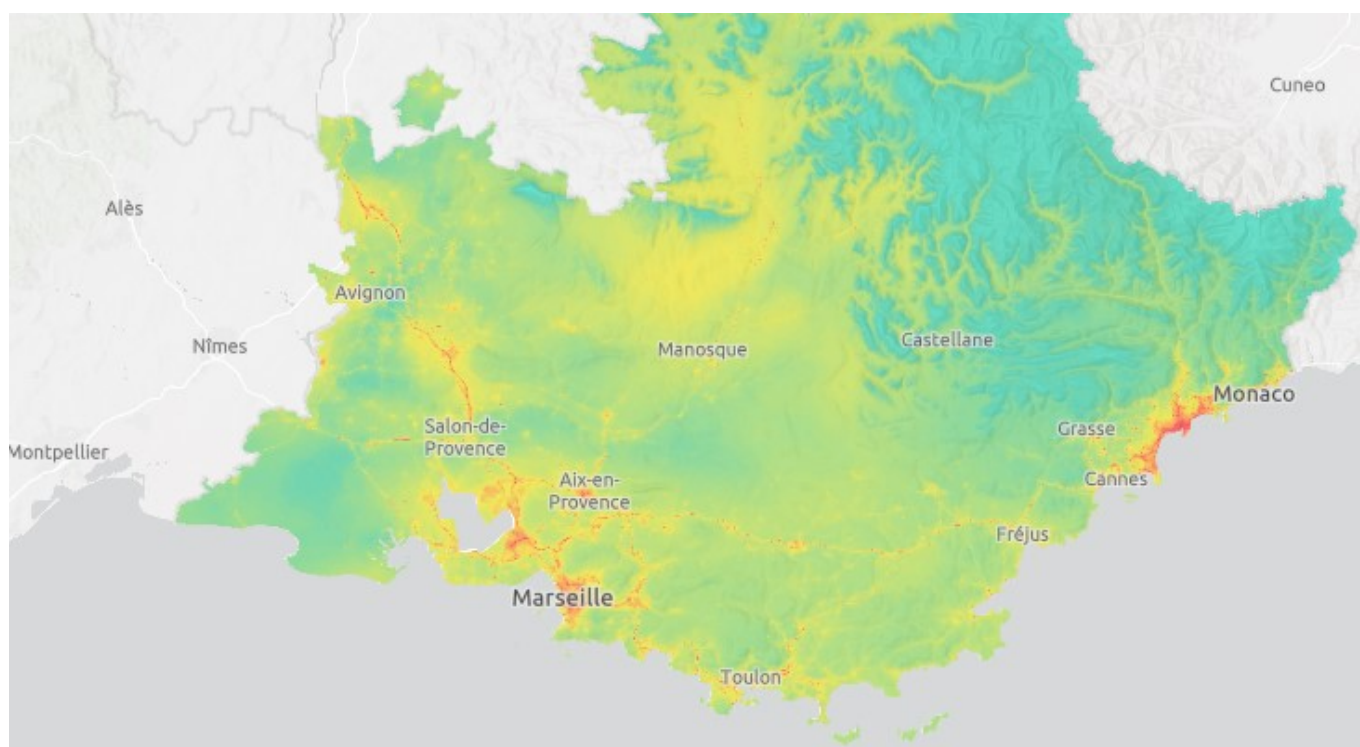 Cuneo
Alès
Avignon
Nîmes
Manosque
Castellane
Monaco
Salon-de-
Provence
Grasse
Montpellier
Aix-en-
Provence
Cannes
Fréjus
Marseille
Toulon